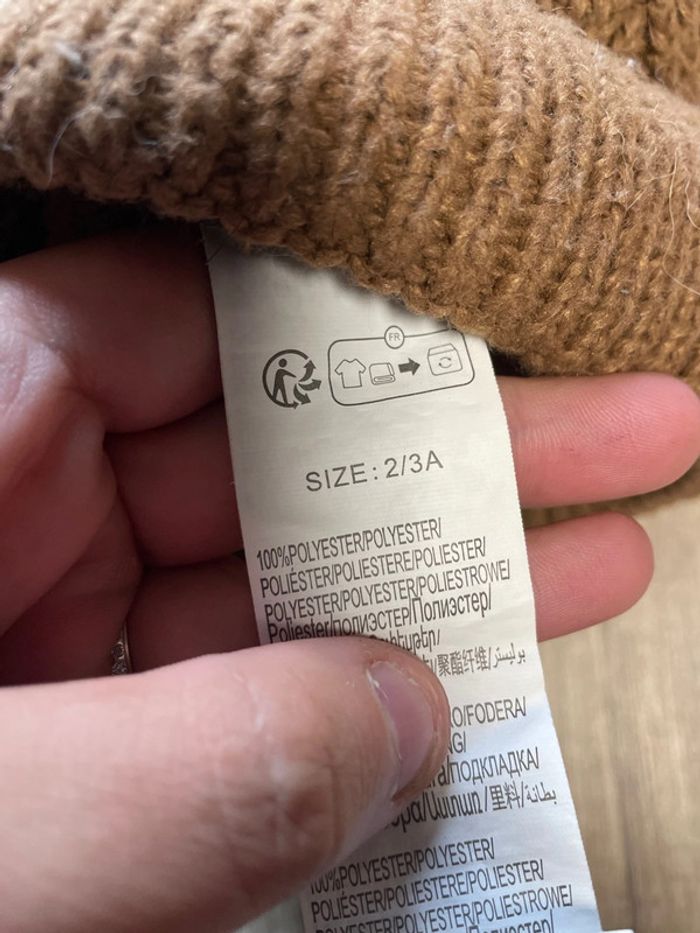 FR
SIZE: 2/3A
100%POLYESTER/POLYESTER/
POLIÉSTER/POLIESTERE/POLIESTER/
POLYESTER/POLYESTER/POLIESTROWE/
Poliester/ПОЛИЭСТЕР/Полиэстер/
聚酯纤维/بوليستر/
/FODERA/
/ПОДКЛАДКА/
/Աստառ/里料/بطانة/
100%POLYESTER/POLYESTER/
POLIÉSTER/POLIESTERE/POLIESTER/
POLYESTER/POLYESTER/POLIESTROWE/